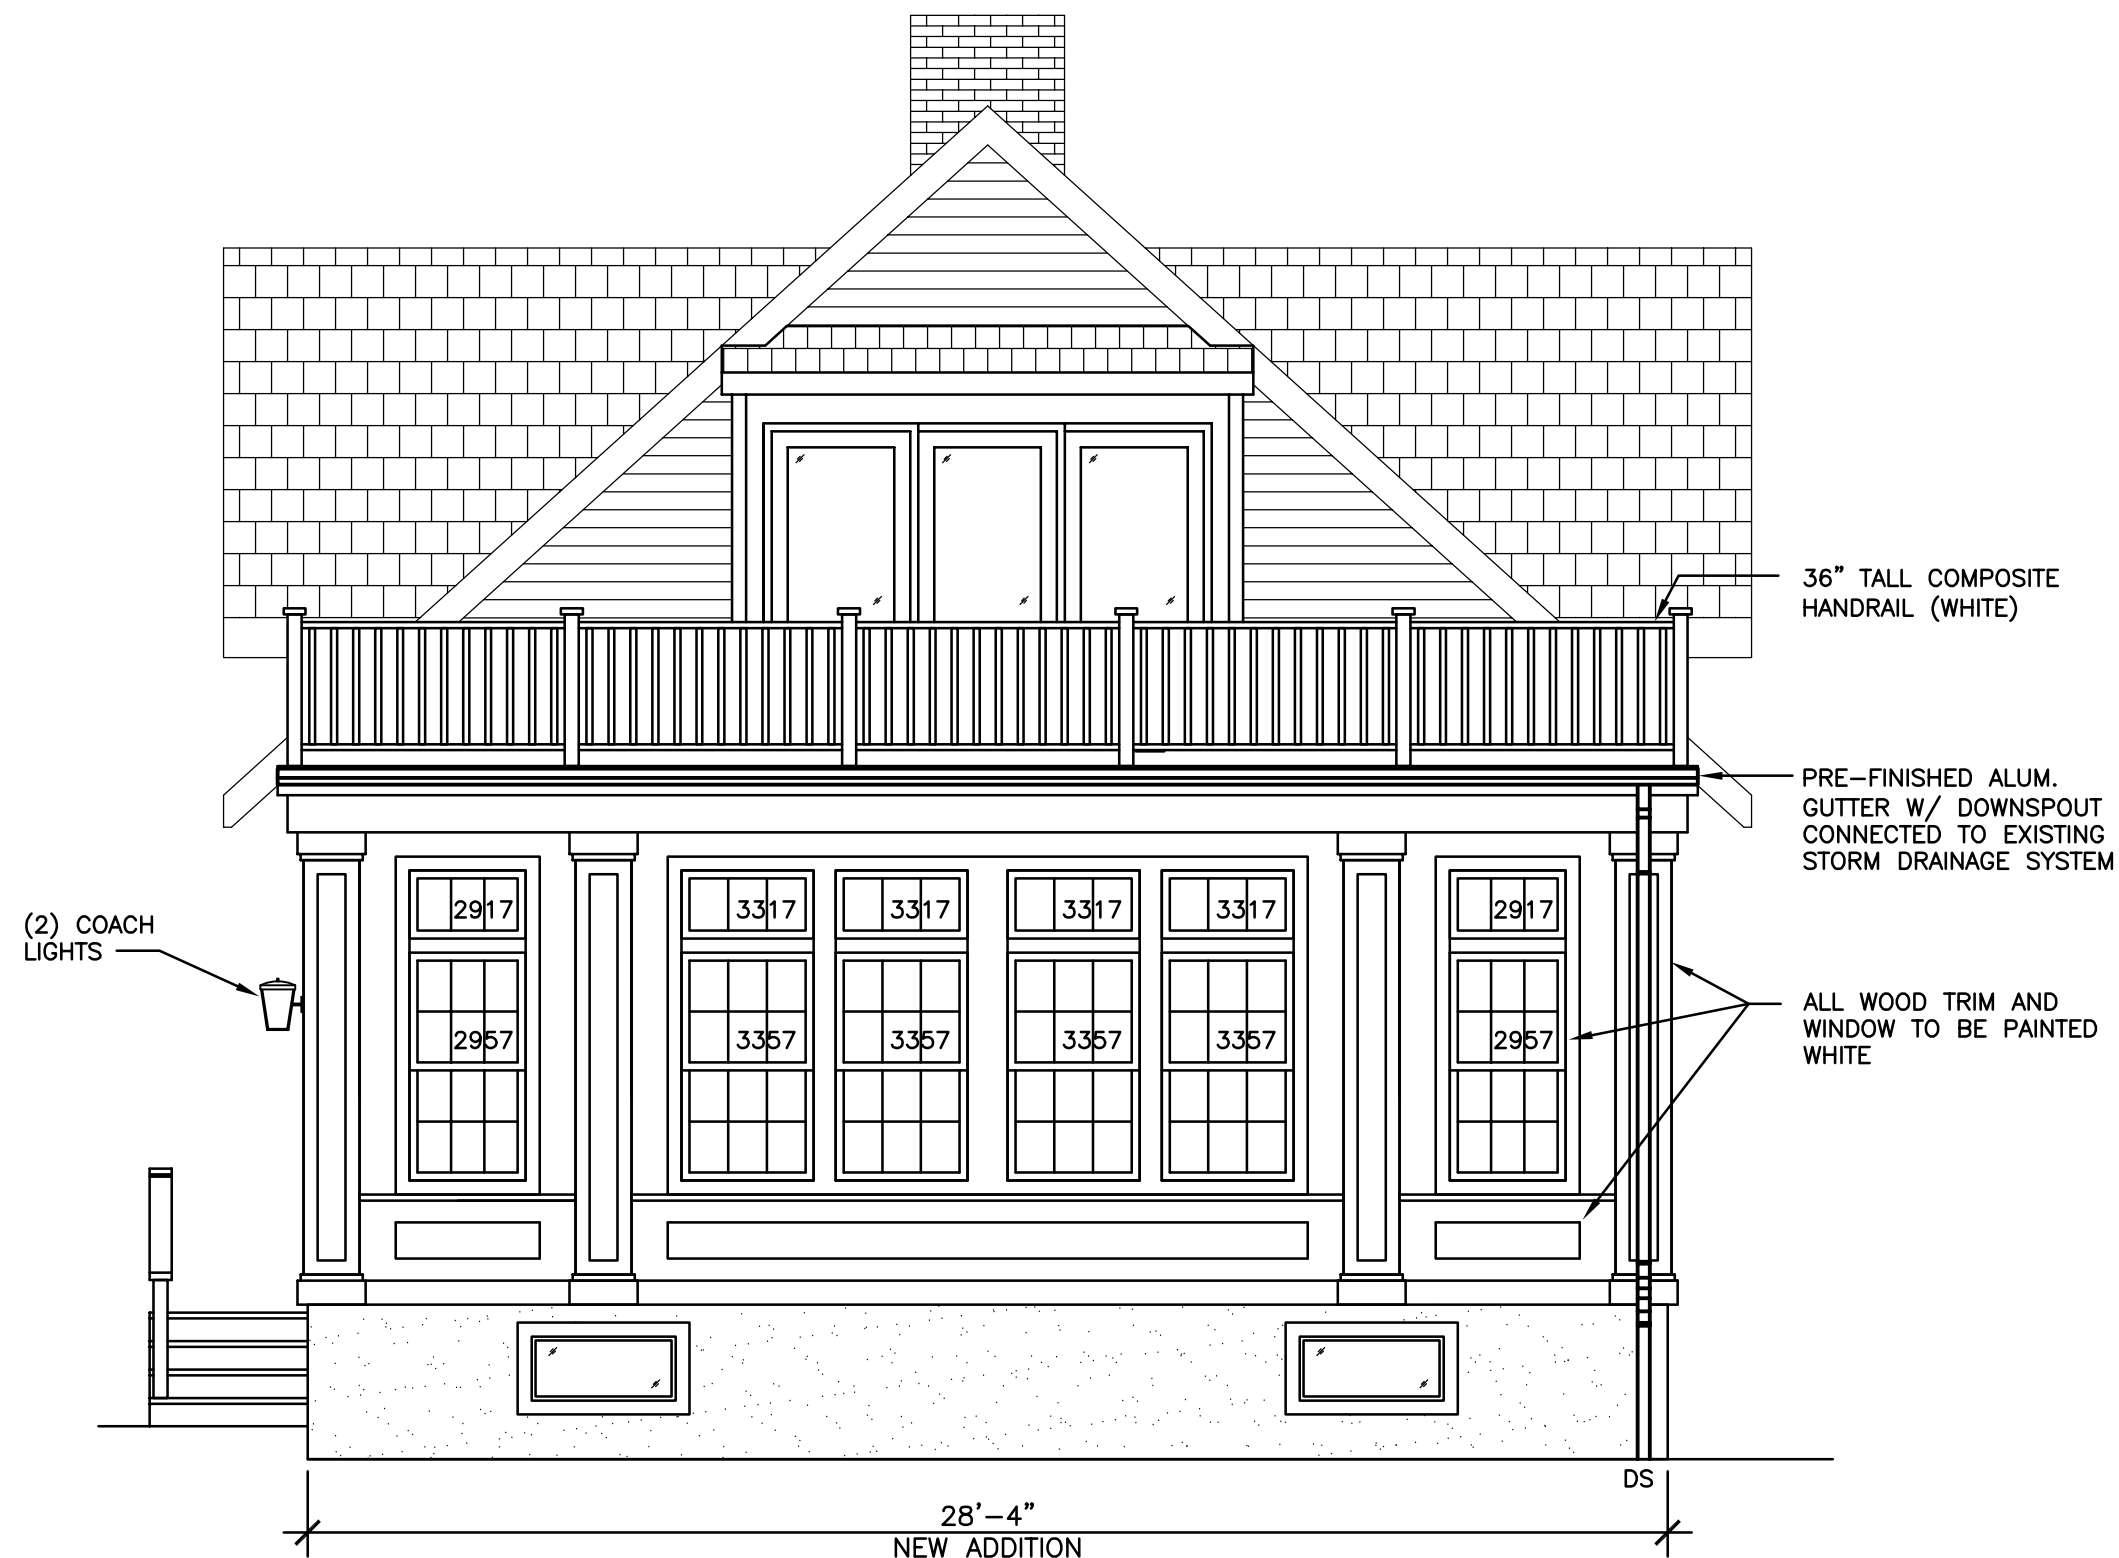 36” TALL COMPOSITE
HANDRAIL (WHITE)
PRE-FINISHED ALUM.
GUTTER W/ DOWNSPOUT
CONNECTED TO EXISTING
STORM DRAINAGE SYSTEM
(2) COACH
LIGHTS
2917 3317 3317 3317 3317 2917
2957 3357 3357 3357 3357 2957
ALL WOOD TRIM AND
WINDOW TO BE PAINTED
WHITE
DS
28'-4”
NEW ADDITION